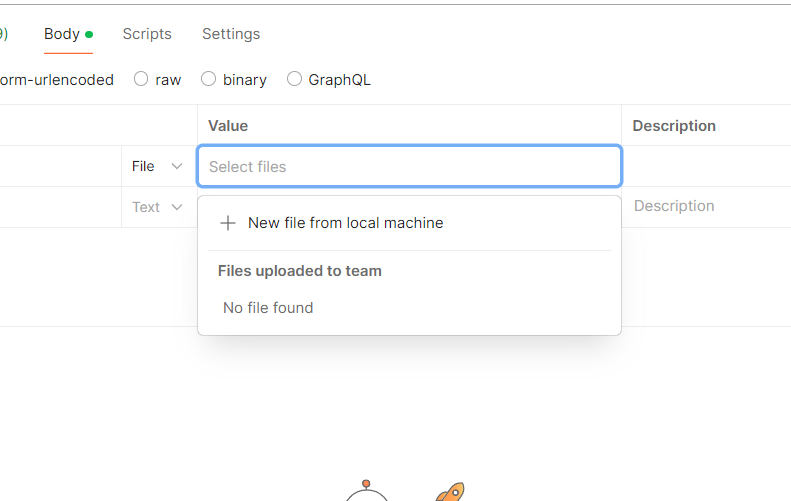 9) Body Scripts Settings
orm-urlencoded raw binary GraphQL
Value Description
File Select files
Text Description
New file from local machine
Files uploaded to team
No file found